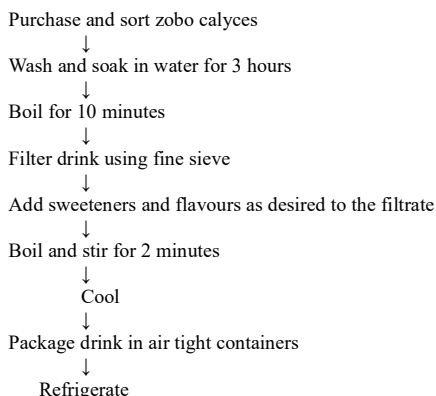 Purchase and sort zobo calyces
↓
Wash and soak in water for 3 hours
↓
Boil for 10 minutes
↓
Filter drink using fine sieve
↓
Add sweeteners and flavours as desired to the filtrate
↓
Boil and stir for 2 minutes
↓
Cool
↓
Package drink in air tight containers
↓
Refrigerate